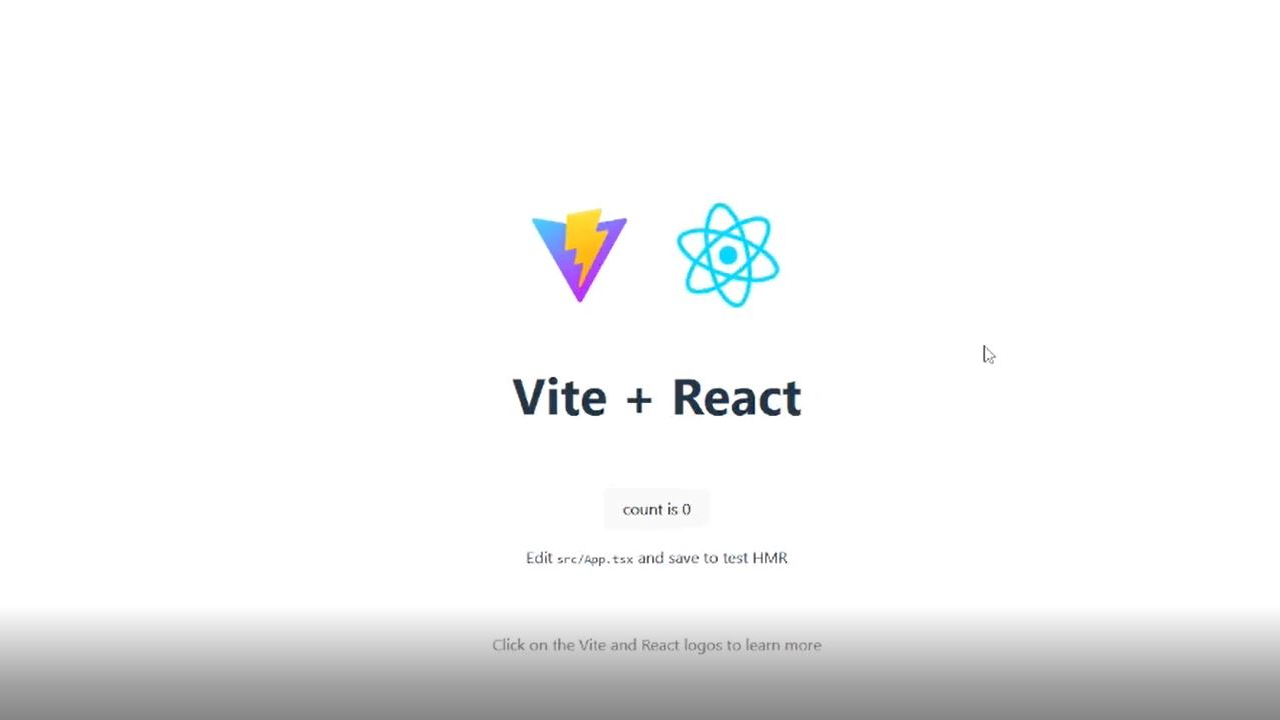 Vite + React
count is 0
Edit src/App.tsx and save to test HMR
Click on the Vite and React logos to learn more